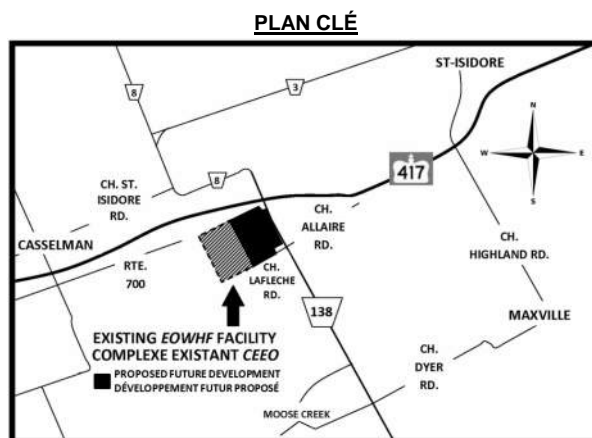 PLAN CLÉ
ST-ISIDORE
8
3
N
W
E
S
417
CH. ST.
ISIDORE
RD.
8
CH.
ALLAIRE
RD.
CASSELMAN
RTE.
700
CH.
LAFLECHE
RD.
CH.
HIGHLAND RD.
138
MAXVILLE
EXISTING EOWHF FACILITY
COMPLEXE EXISTANT CEEO
PROPOSED FUTURE DEVELOPMENT
DÉVELOPPEMENT FUTUR PROPOSÉ
CH.
DYER
RD.
MOOSE CREEK